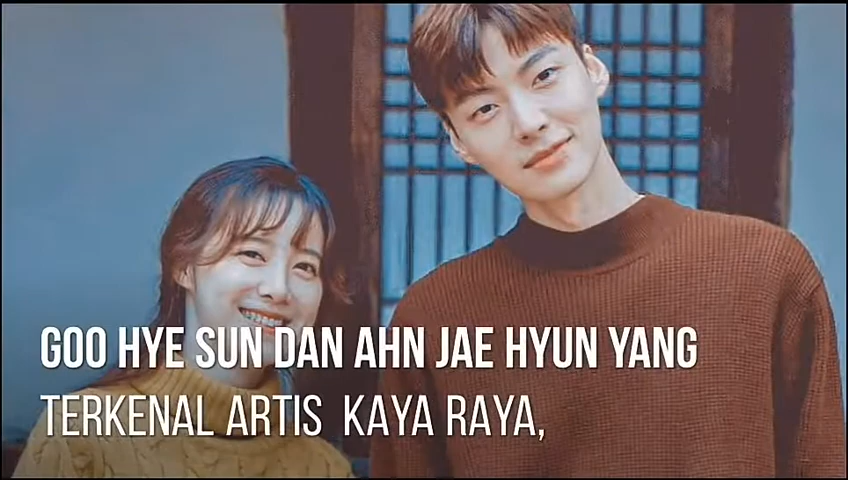 GOO HYE SUN DAN AHN JAE HYUN YANG
TERKENAL ARTIS KAYA RAYA,